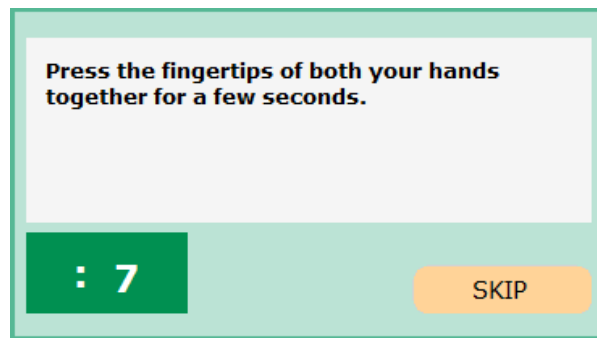 Press the fingertips of both your hands
together for a few seconds.
: 7
SKIP